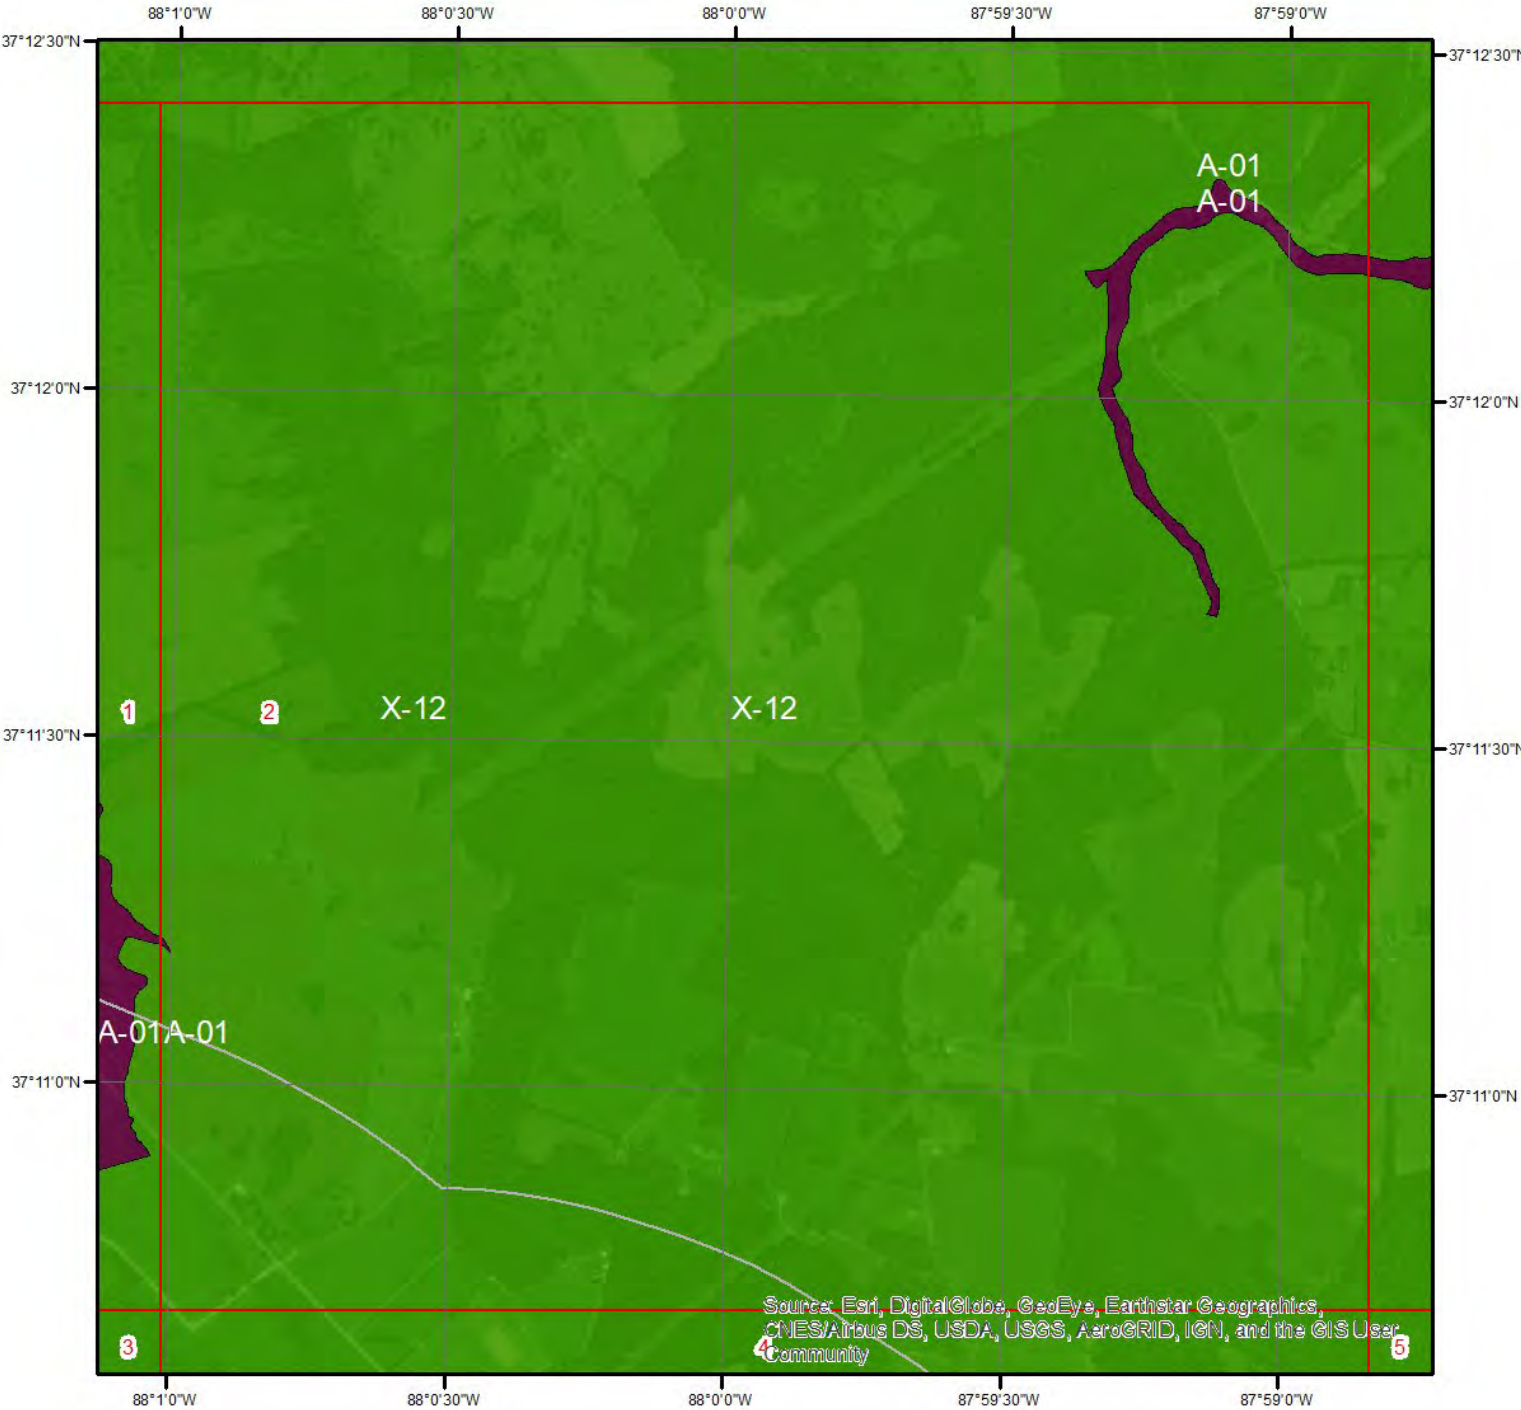 88°1'0"W 88°0'30"W 88°0'0"W 87°59'30"W 87°59'0"W
37°12'30"N 37°12'30"N
A-01
A-01
37°12'0"N 37°12'0"N
1 2 X-12 X-12
37°11'30"N 37°11'30"N
A-01 A-01
37°11'0"N 37°11'0"N
Source: Esri, DigitalGlobe, GeoEye, Earthstar Geographics,
CNES/Airbus DS, USDA, USGS, AeroGRID, IGN, and the GIS User
Community
3 4 5
88°1'0"W 88°0'30"W 88°0'0"W 87°59'30"W 87°59'0"W